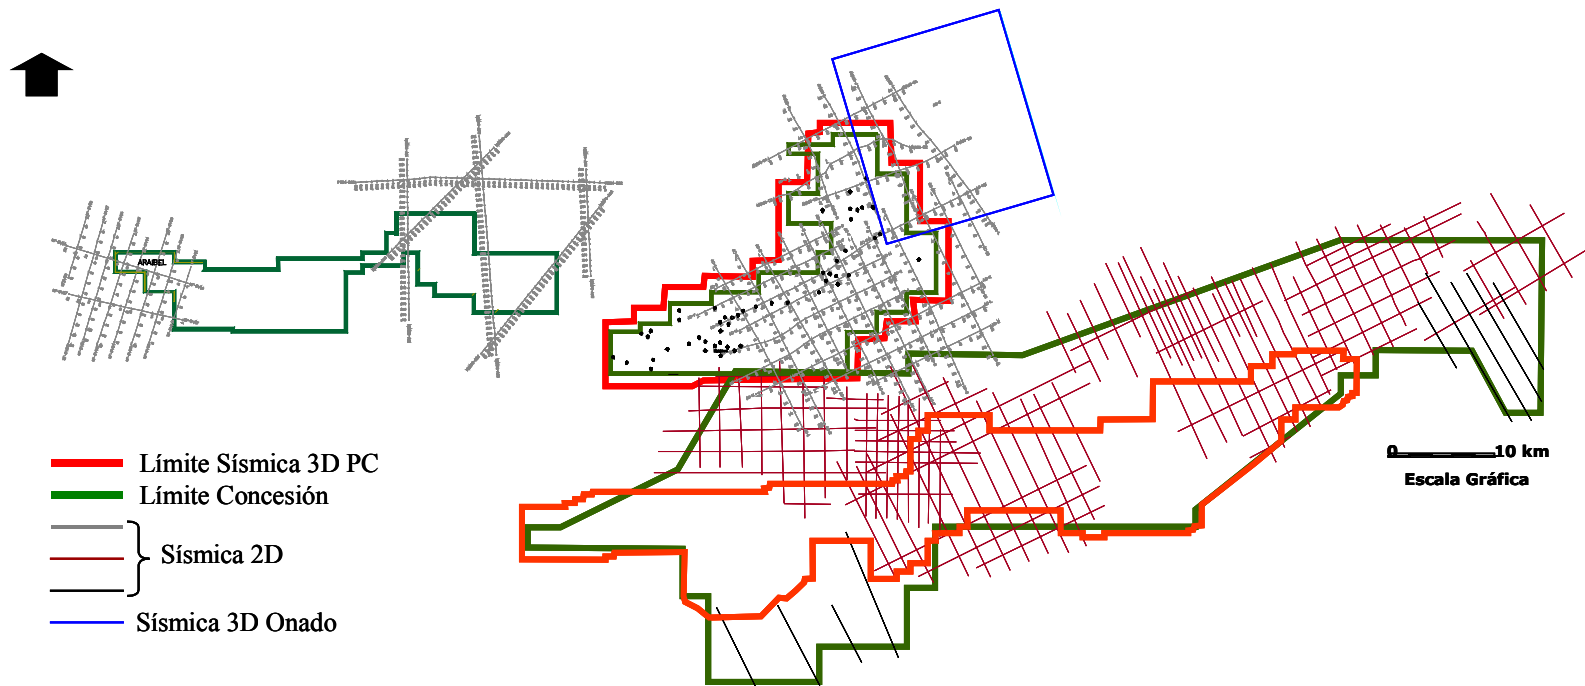 ARAIBEL
Límite Sísmica 3D PC
Límite Concesión
Sísmica 2D
Sísmica 3D Onado
0 10 km
Escala Gráfica